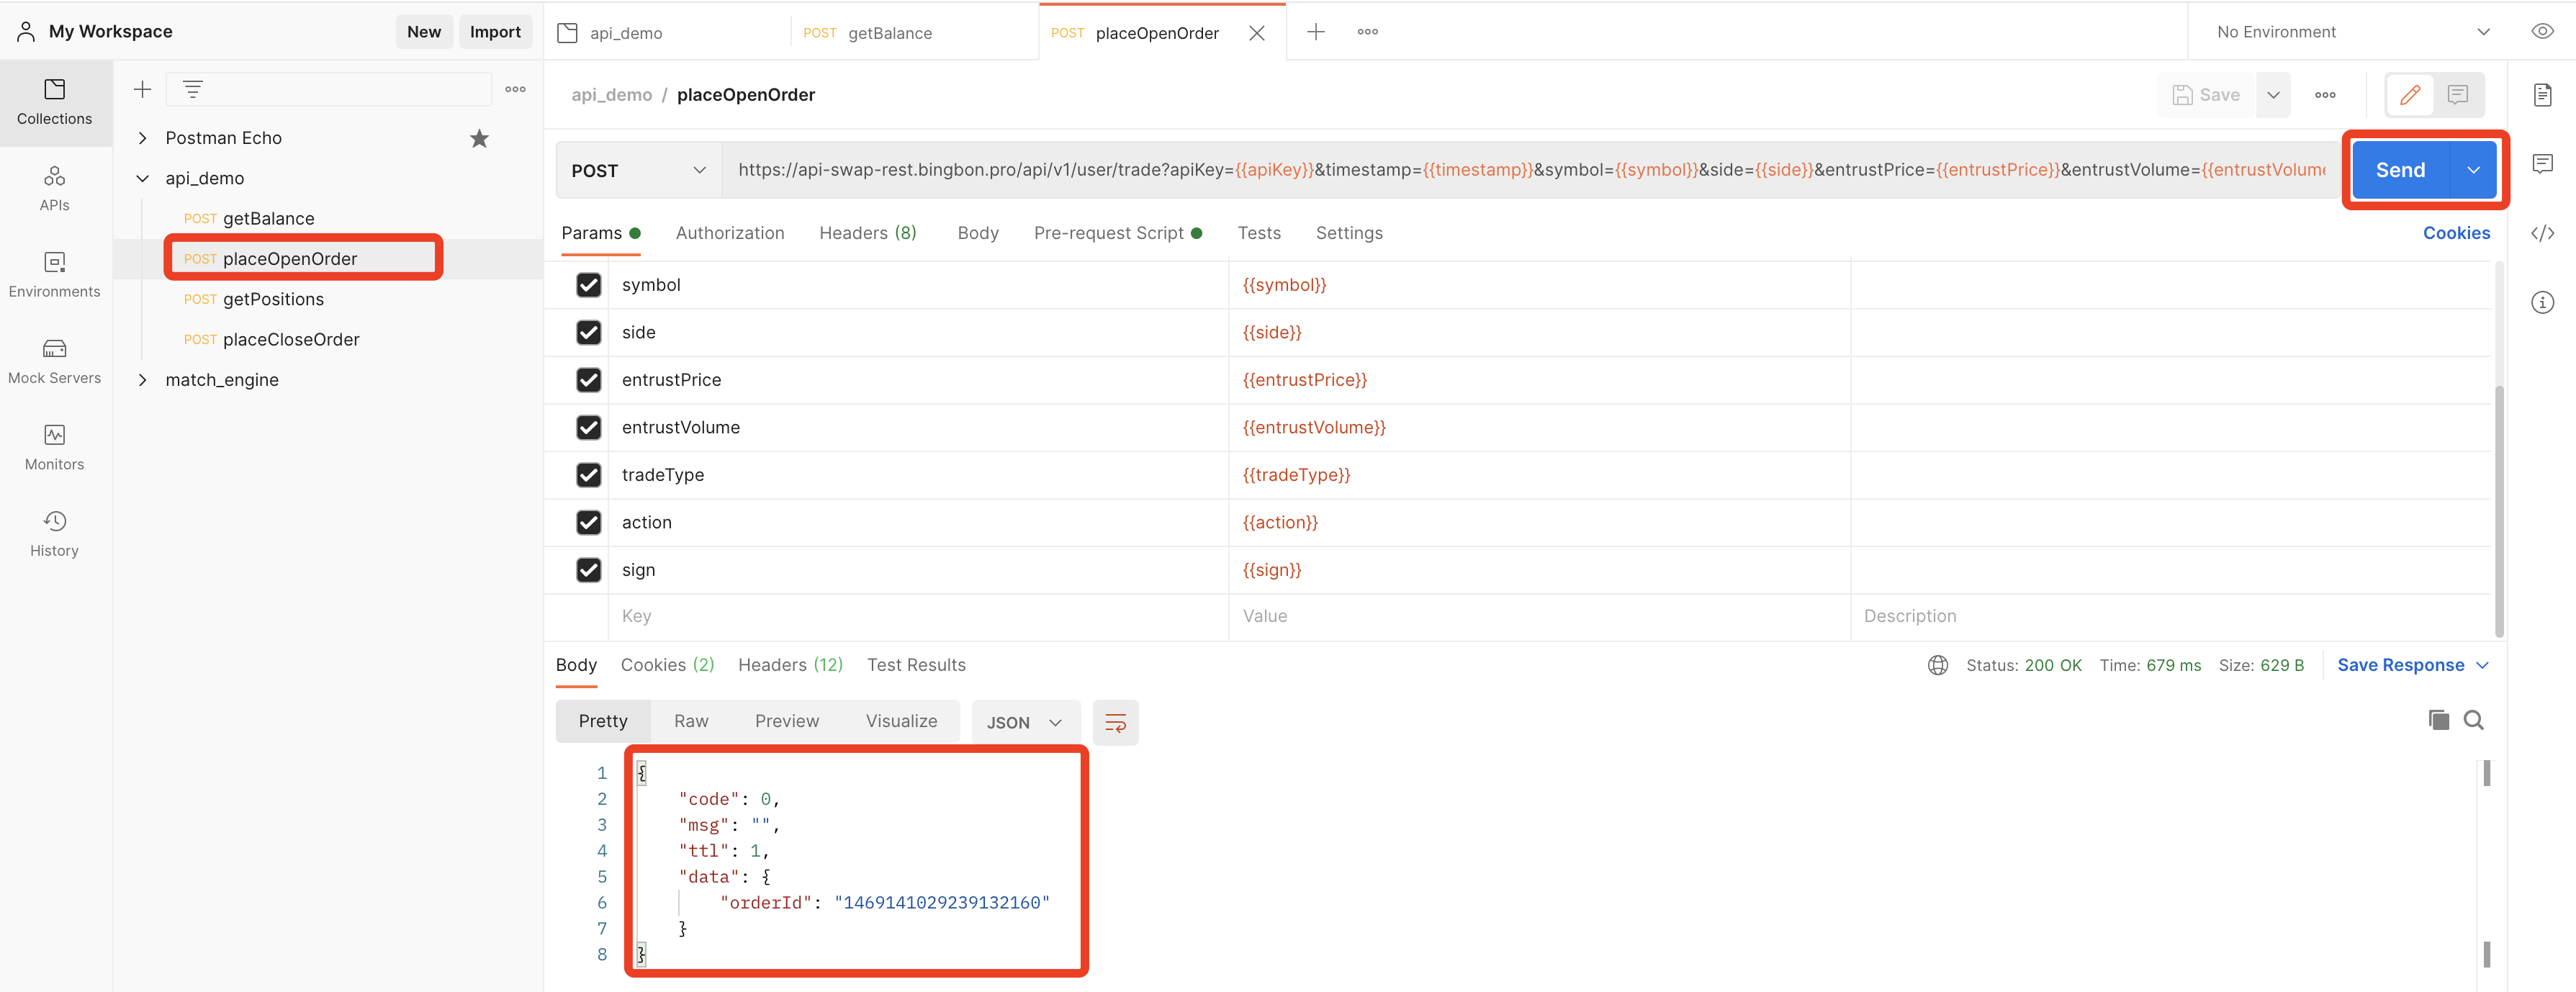 My Workspace
New
Import
api_demo
POST getBalance
POST placeOpenOrder
No Environment
Collections
APIs
Environments
Mock Servers
Monitors
History
Postman Echo
api_demo
POST getBalance
POST placeOpenOrder
POST getPositions
POST placeCloseOrder
match_engine
api_demo / placeOpenOrder
Save
POST
https://api-swap-rest.bingbon.pro/api/v1/user/trade?apiKey={{apiKey}}&timestamp={{timestamp}}&symbol={{symbol}}&side={{side}}&entrustPrice={{entrustPrice}}&entrustVolume={{entrustVolume
Send
Params
Authorization
Headers (8)
Body
Pre-request Script
Tests
Settings
Cookies
symbol {{symbol}}
side {{side}}
entrustPrice {{entrustPrice}}
entrustVolume {{entrustVolume}}
tradeType {{tradeType}}
action {{action}}
sign {{sign}}
Key Value Description
Body
Cookies (2)
Headers (12)
Test Results
Status: 200 OK
Time: 679 ms
Size: 629 B
Save Response
Pretty
Raw
Preview
Visualize
JSON
1 {
2 "code": 0,
3 "msg": "",
4 "ttl": 1,
5 "data": {
6 "orderId": "1469141029239132160"
7 }
8 }